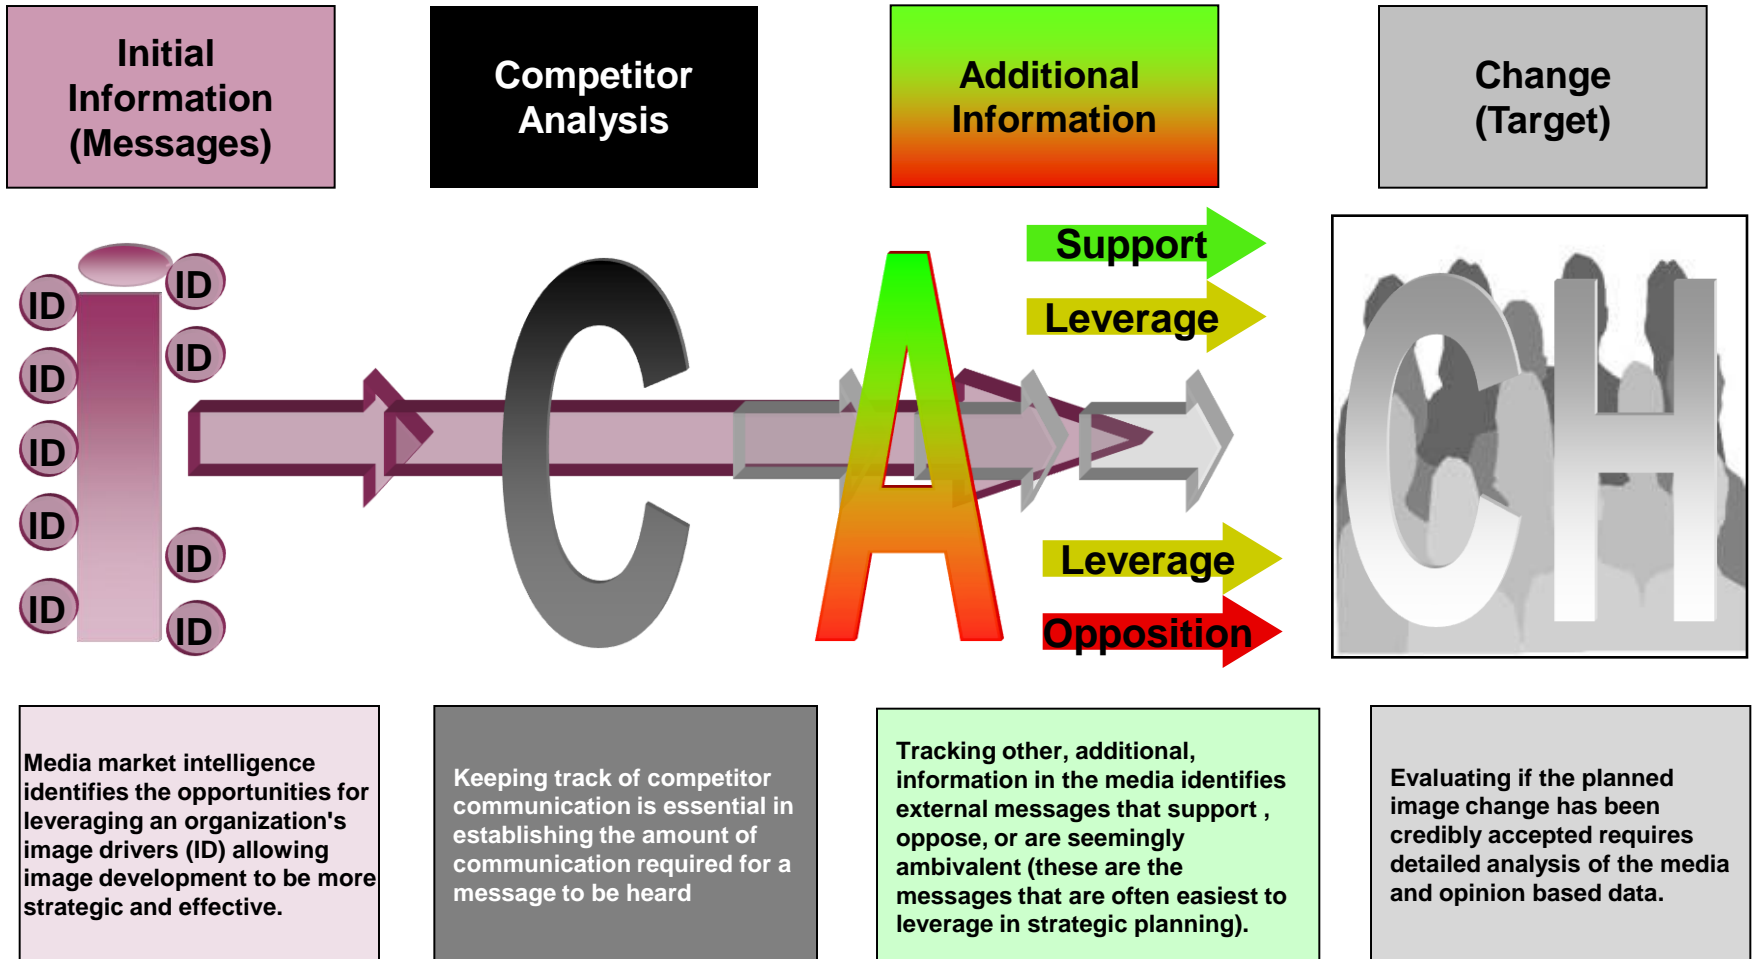 Initial
Information
(Messages)
Competitor
Analysis
Additional
Information
Change
(Target)
ID
ID
ID
ID
ID
ID
ID
ID
ID
I
C
A
CH
Support
Leverage
Leverage
Opposition
Media market intelligence
identifies the opportunities for
leveraging an organization's
image drivers (ID) allowing
image development to be more
strategic and effective.
Keeping track of competitor
communication is essential in
establishing the amount of
communication required for a
message to be heard
Tracking other, additional,
information in the media identifies
external messages that support ,
oppose, or are seemingly
ambivalent (these are the
messages that are often easiest to
leverage in strategic planning).
Evaluating if the planned
image change has been
credibly accepted requires
detailed analysis of the media
and opinion based data.